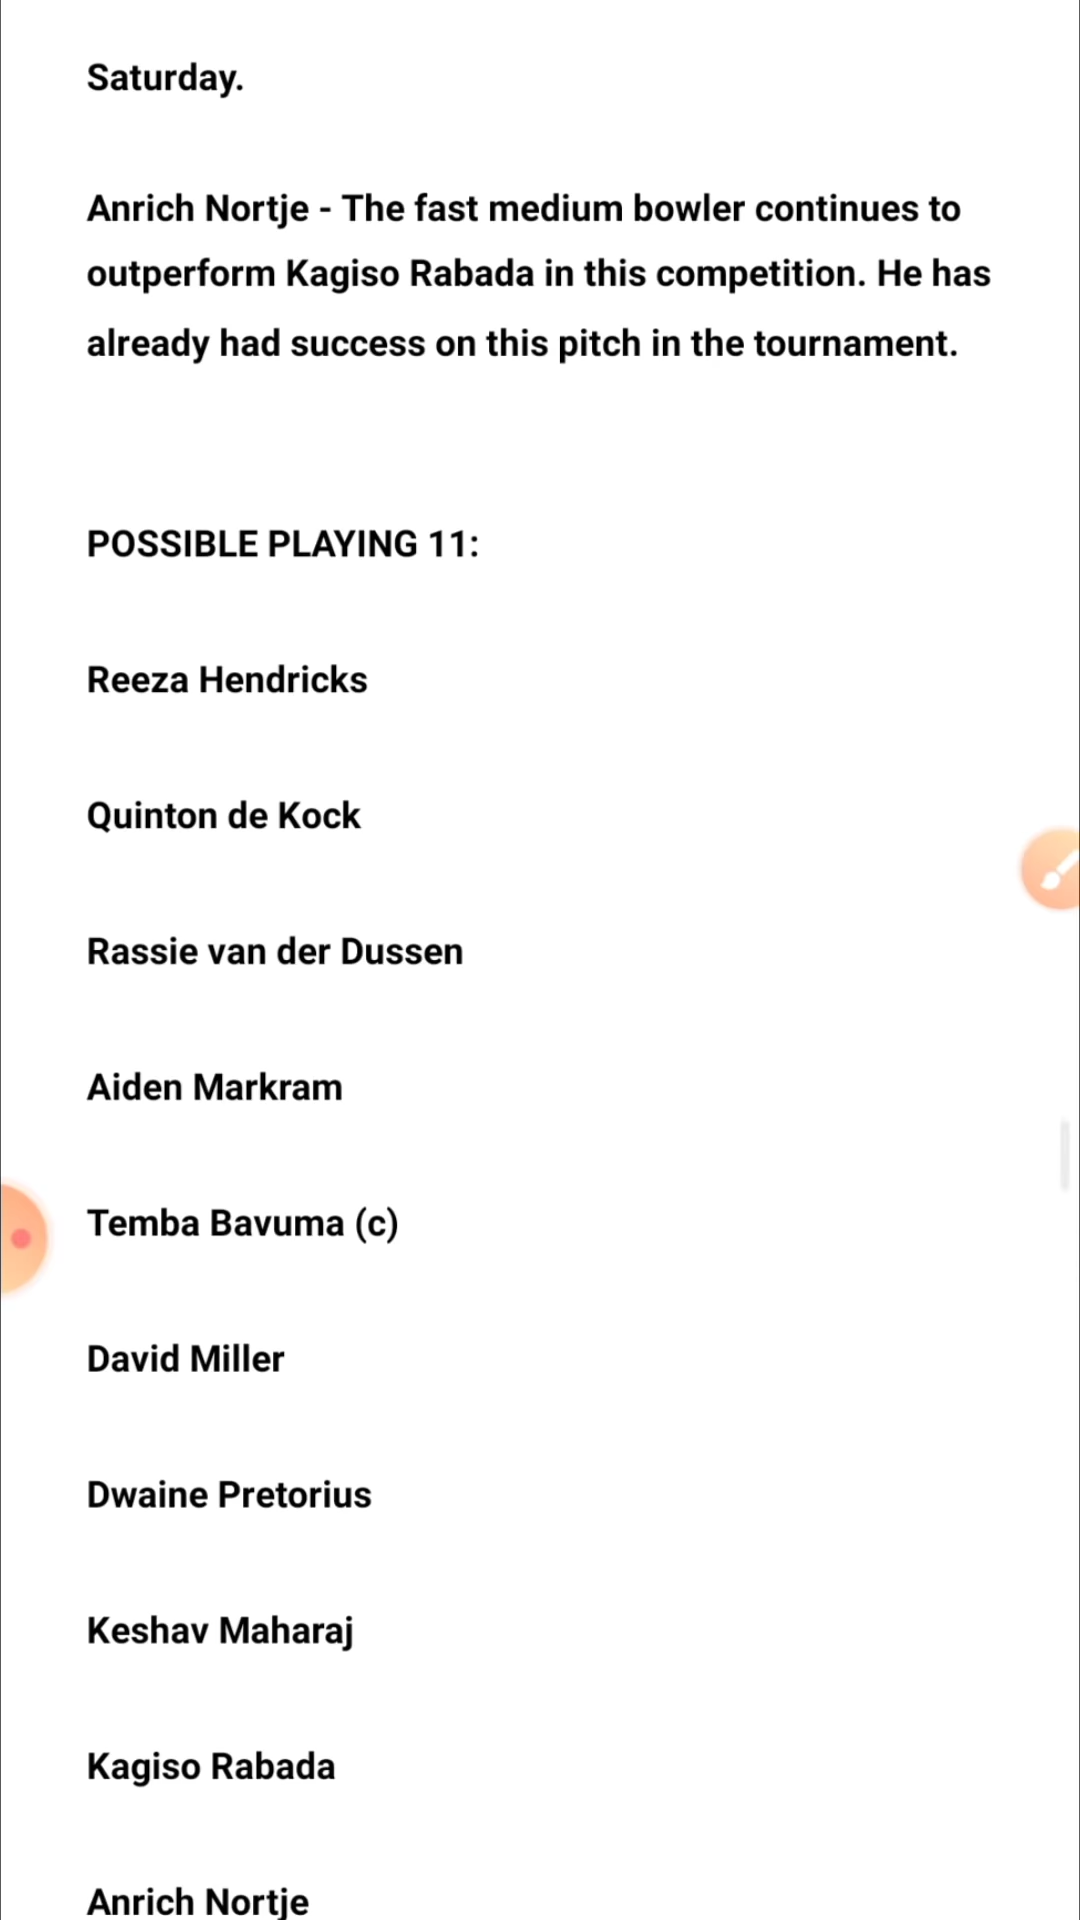 Saturday.
Anrich Nortje - The fast medium bowler continues to
outperform Kagiso Rabada in this competition. He has
already had success on this pitch in the tournament.
POSSIBLE PLAYING 11:
Reeza Hendricks
Quinton de Kock
Rassie van der Dussen
Aiden Markram
Temba Bavuma (c)
David Miller
Dwaine Pretorius
Keshav Maharaj
Kagiso Rabada
Anrich Nortje